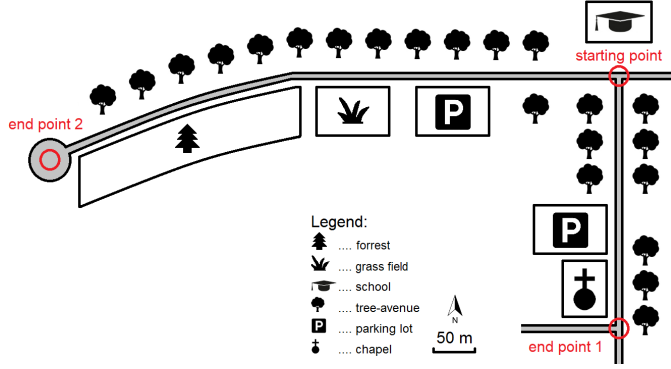 starting point
end point 2
P
P
Legend:
.... forrest
.... grass field
.... school
.... tree-avenue
P .... parking lot
.... chapel
N
50 m
end point 1